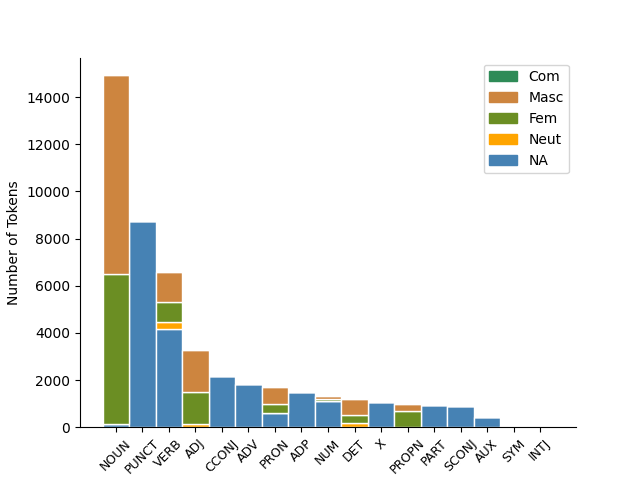 Com
Masc
Fem
Neut
NA
Number of Tokens
14000
12000
10000
8000
6000
4000
2000
0
NOUN
PUNCT
VERB
ADJ
CCONJ
ADV
PRON
ADP
NUM
DET
X
PROPN
PART
SCONJ
AUX
SYM
INTJ